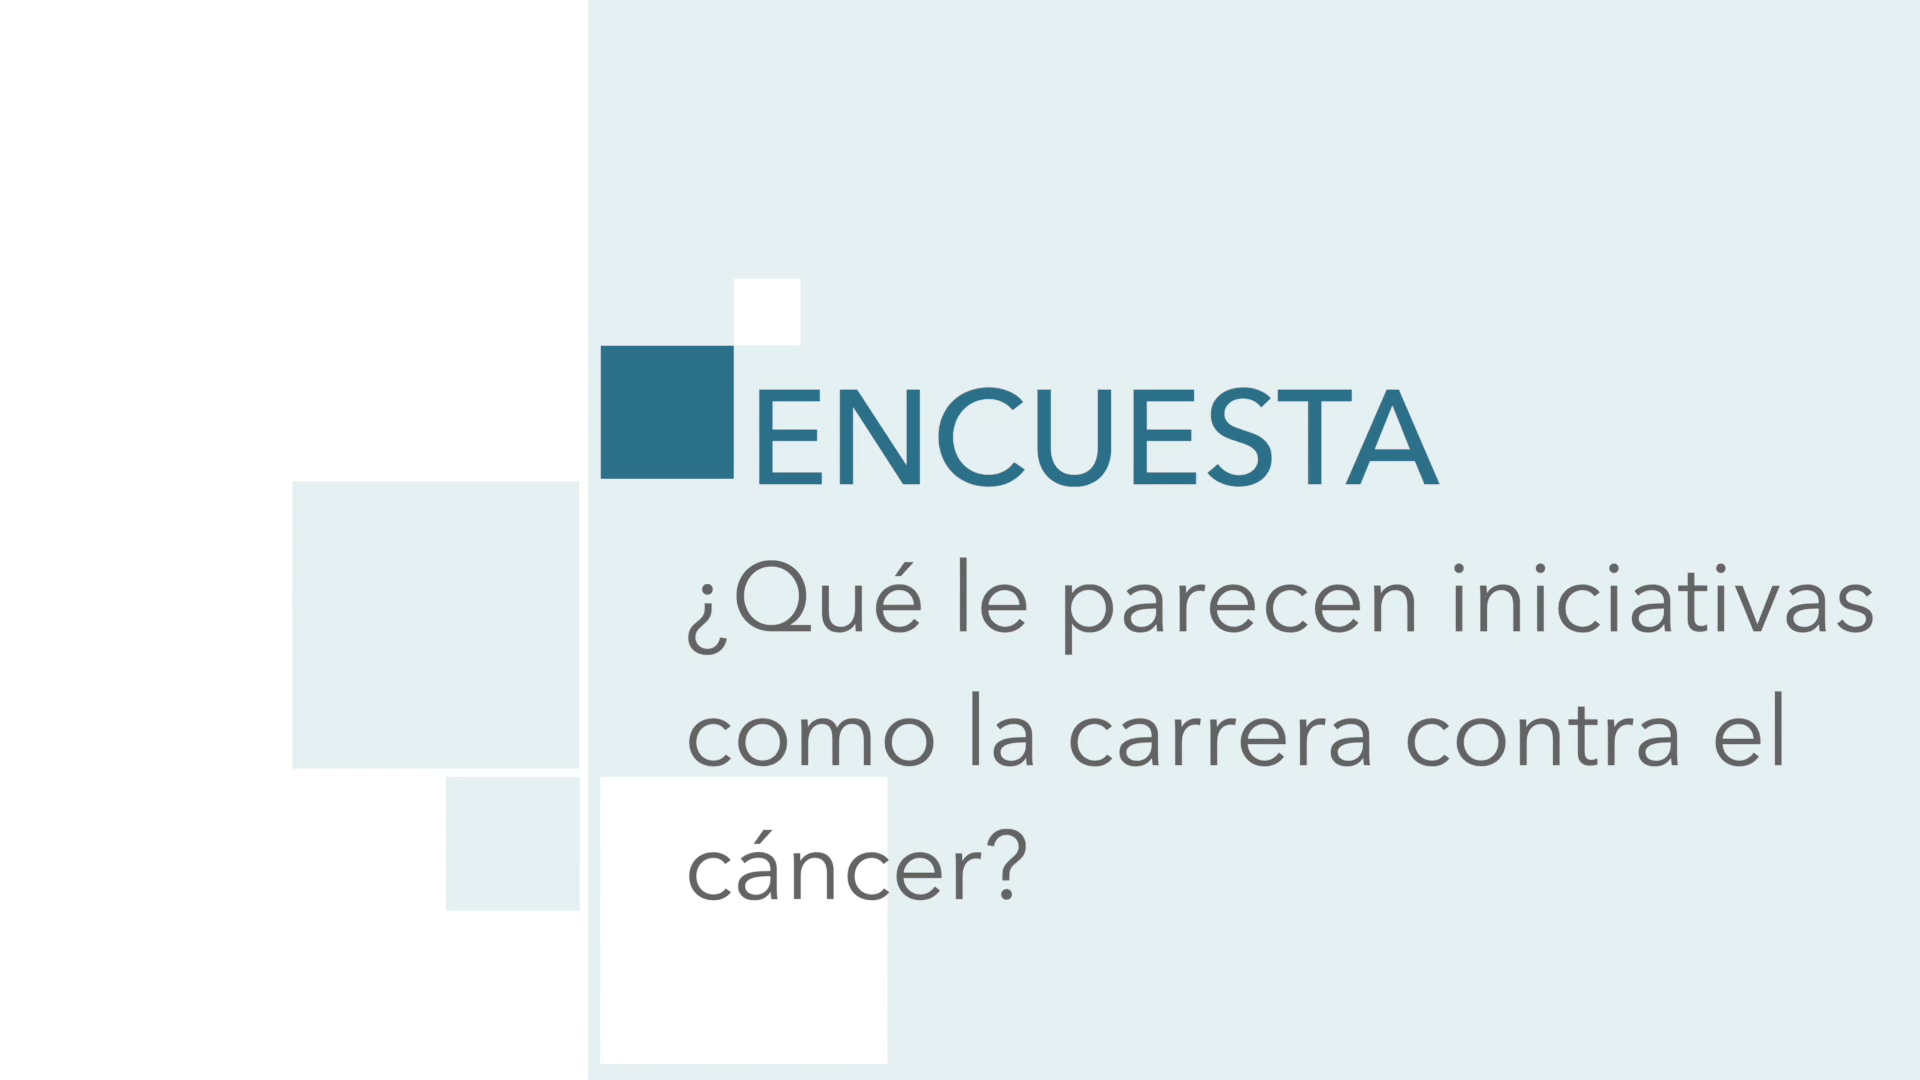 ENCUESTA
¿Qué le parecen iniciativas
como la carrera contra el
cáncer?